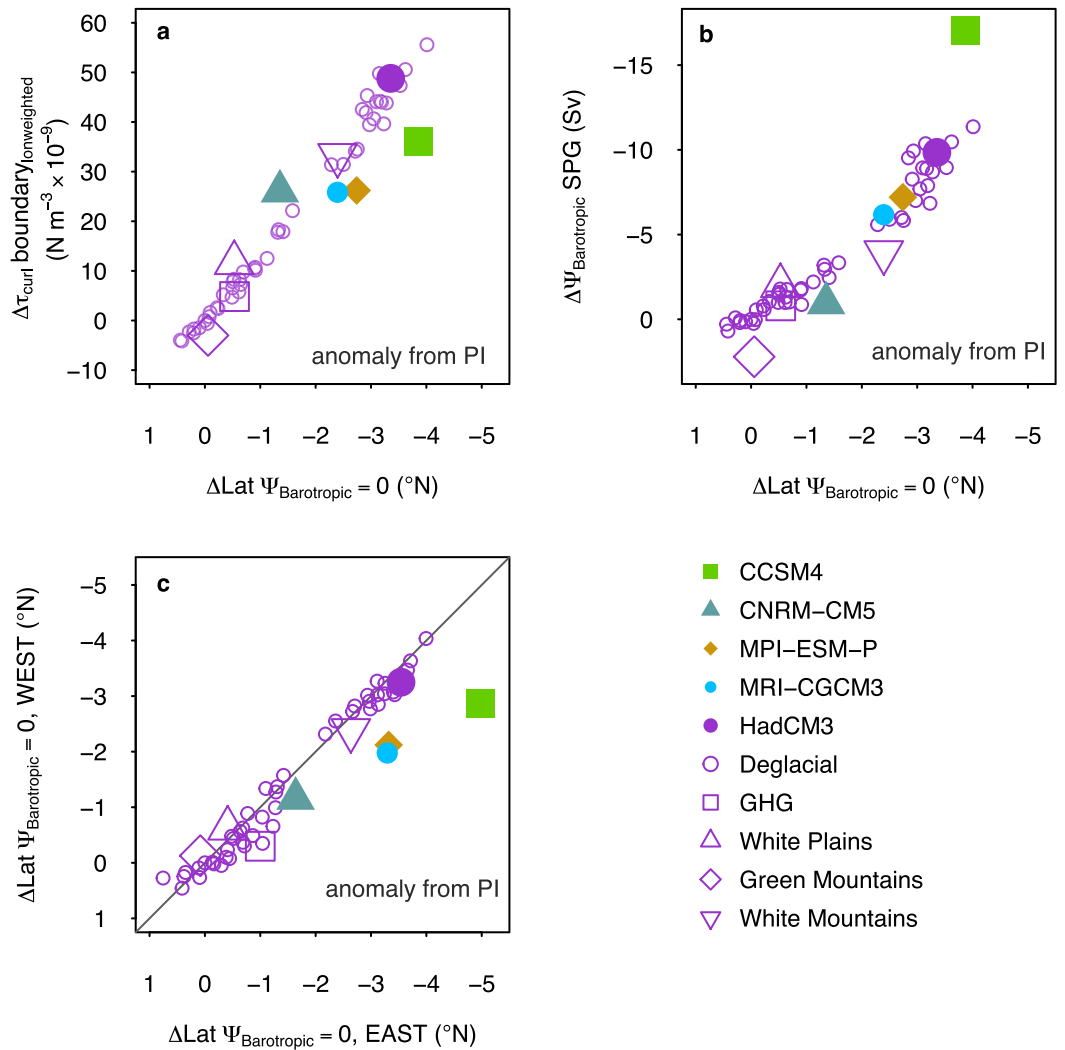 a
60
50
40
30
20
10
0
−10
Δτcurl boundarylonweighted
(N m−3 × 10−9)
anomaly from PI
1 0 −1 −2 −3 −4 −5
ΔLat ΨBarotropic = 0 (°N)
b
−15
−10
−5
0
ΔΨBarotropic SPG (Sv)
anomaly from PI
1 0 −1 −2 −3 −4 −5
ΔLat ΨBarotropic = 0 (°N)
c
−5
−4
−3
−2
−1
0
1
ΔLat ΨBarotropic = 0, WEST (°N)
anomaly from PI
1 0 −1 −2 −3 −4 −5
ΔLat ΨBarotropic = 0, EAST (°N)
CCSM4
CNRM−CM5
MPI−ESM−P
MRI−CGCM3
HadCM3
Deglacial
GHG
White Plains
Green Mountains
White Mountains